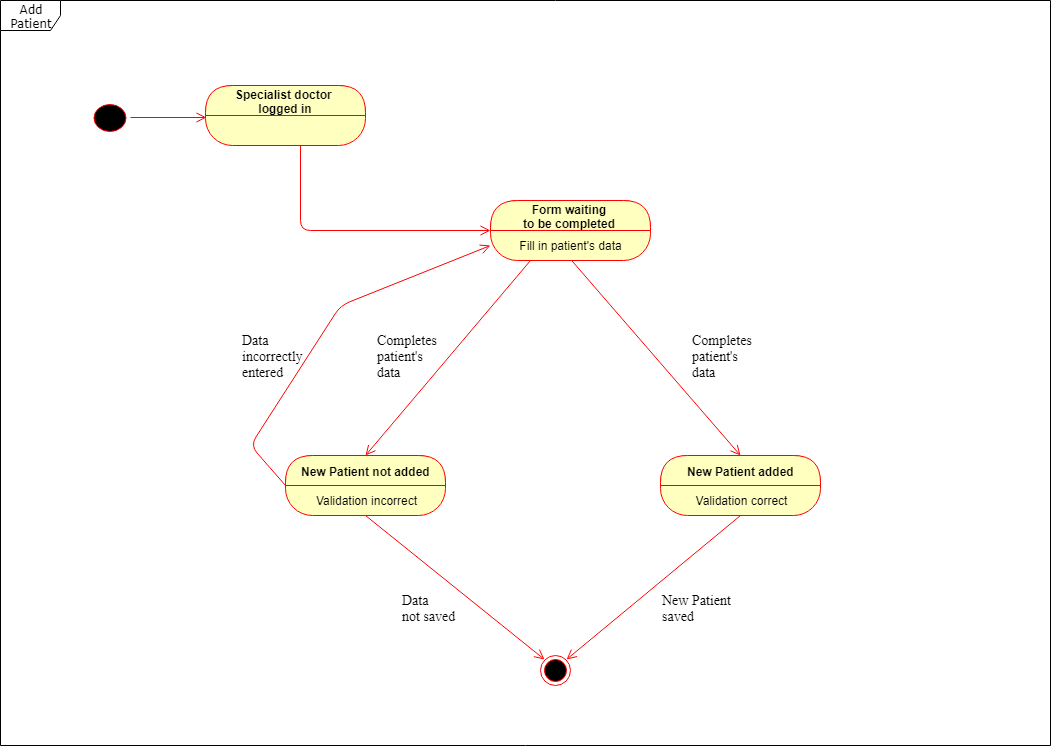 Add
Patient
Specialist doctor
logged in
Form waiting
to be completed
Fill in patient's data
Data
incorrectly
entered
Completes
patient's
data
Completes
patient's
data
New Patient not added
Validation incorrect
New Patient added
Validation correct
Data
not saved
New Patient
saved